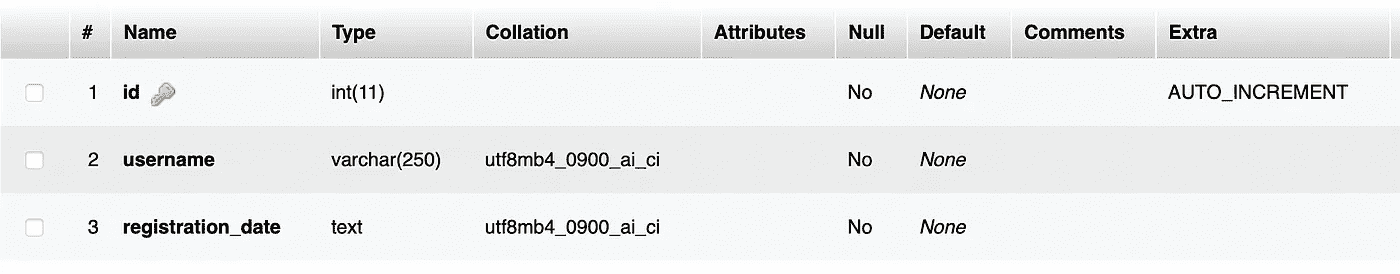 # Name Type Collation Attributes Null Default Comments Extra
1 id int(11) No None AUTO_INCREMENT
2 username varchar(250) utf8mb4_0900_ai_ci No None
3 registration_date text utf8mb4_0900_ai_ci No None